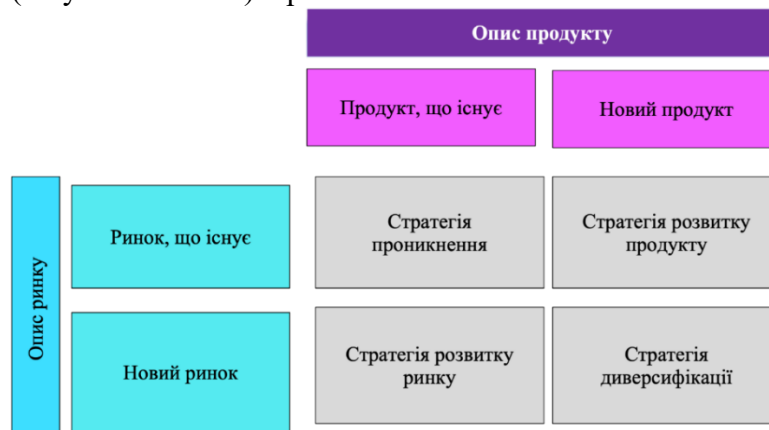 Опис продукту
Продукт, що існує
Новий продукт
Опис ринку
Ринок, що існує
Стратегія
проникнення
Стратегія розвитку
продукту
Новий ринок
Стратегія розвитку
ринку
Стратегія
диверсифікації